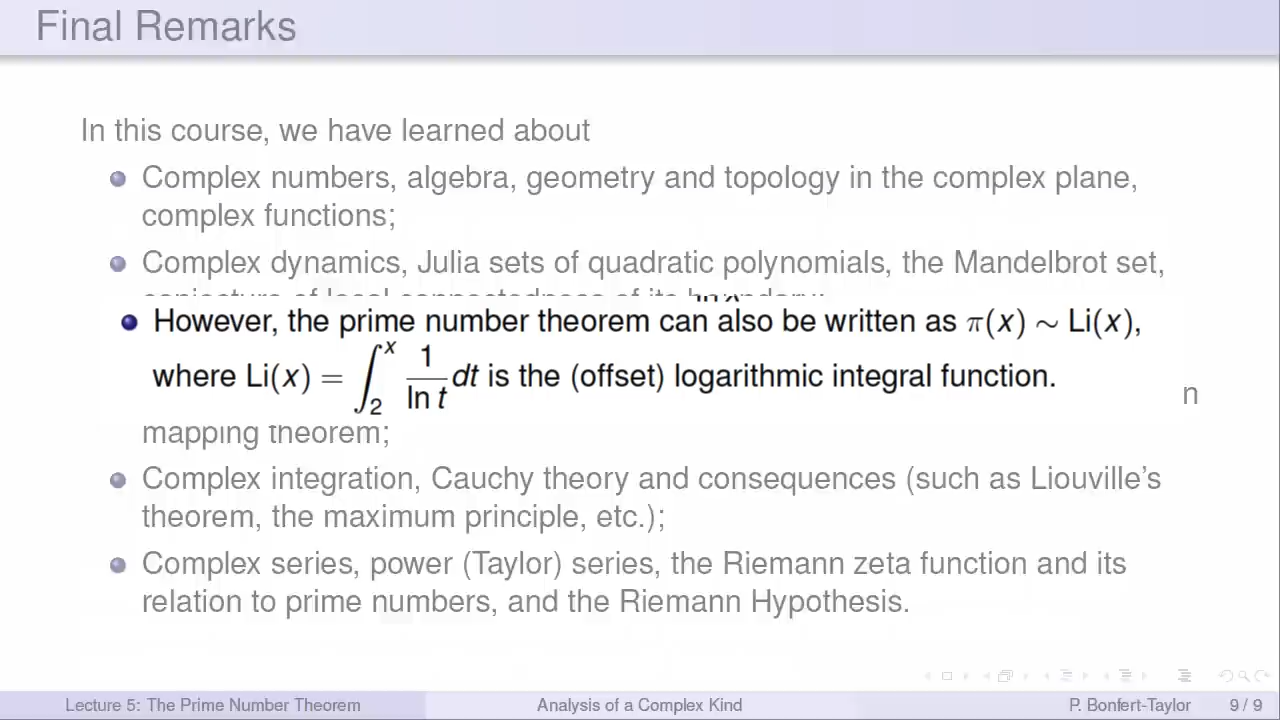 Final Remarks
In this course, we have learned about
Complex numbers, algebra, geometry and topology in the complex plane,
complex functions;
Complex dynamics, Julia sets of quadratic polynomials, the Mandelbrot set,
conjecture of local connectedness of its boundary;
However, the prime number theorem can also be written as π(x) ∼ Li(x),
where Li(x) = ∫₂ˣ 1/ln t dt is the (offset) logarithmic integral function.
n
mapping theorem;
Complex integration, Cauchy theory and consequences (such as Liouville's
theorem, the maximum principle, etc.);
Complex series, power (Taylor) series, the Riemann zeta function and its
relation to prime numbers, and the Riemann Hypothesis.
Lecture 5: The Prime Number Theorem Analysis of a Complex Kind P. Bonfert-Taylor 9 / 9